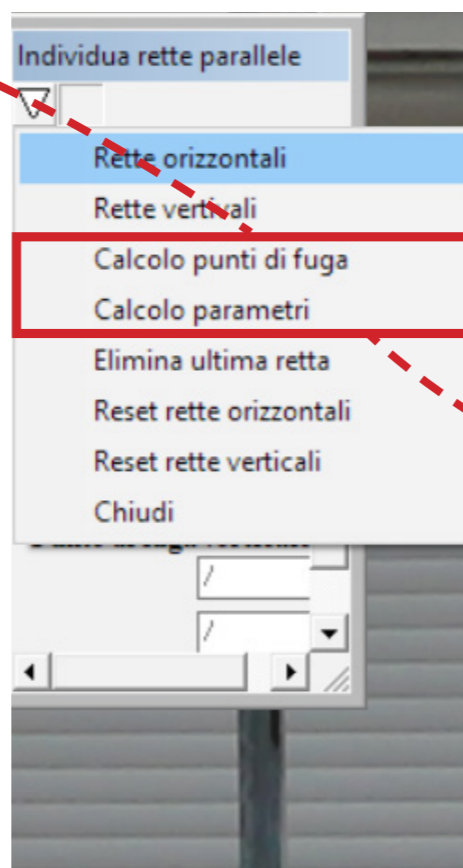 Individua rette parallele
Rette orizzontali
Rette vertivali
Calcolo punti di fuga
Calcolo parametri
Elimina ultima retta
Reset rette orizzontali
Reset rette verticali
Chiudi
/
/